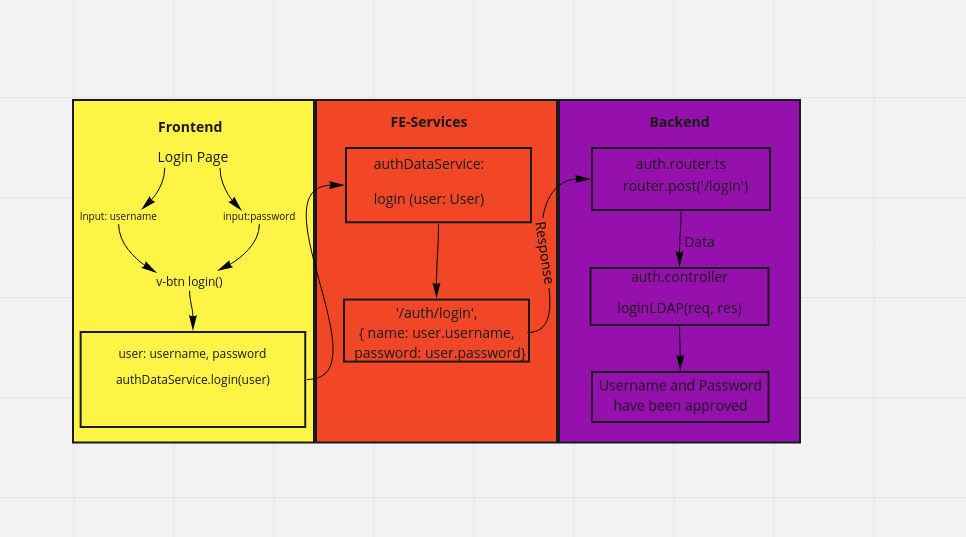 Frontend
Login Page
Input: username
input:password
v-btn login()
user: username, password
authDataService.login(user)
FE-Services
authDataService:
login (user: User)
'/auth/login',
{ name: user.username,
password: user.password}
Response
Backend
auth.router.ts
router.post('/login')
Data
auth.controller
loginLDAP(req, res)
Username and Password
have been approved